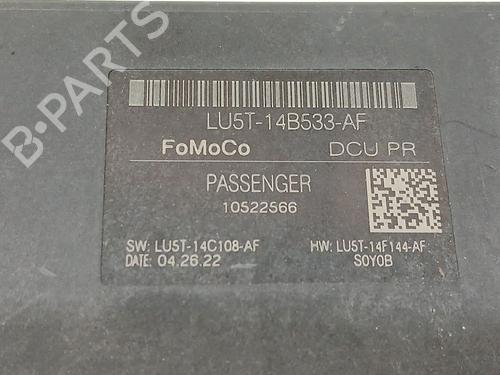 B-PARTS
LU5T-14B533-AF
FoMoCo DCU PR
PASSENGER
10522566
SW: LU5T-14C108-AF HW: LU5T-14F144-AF
DATE: 04.26.22 S0Y0B